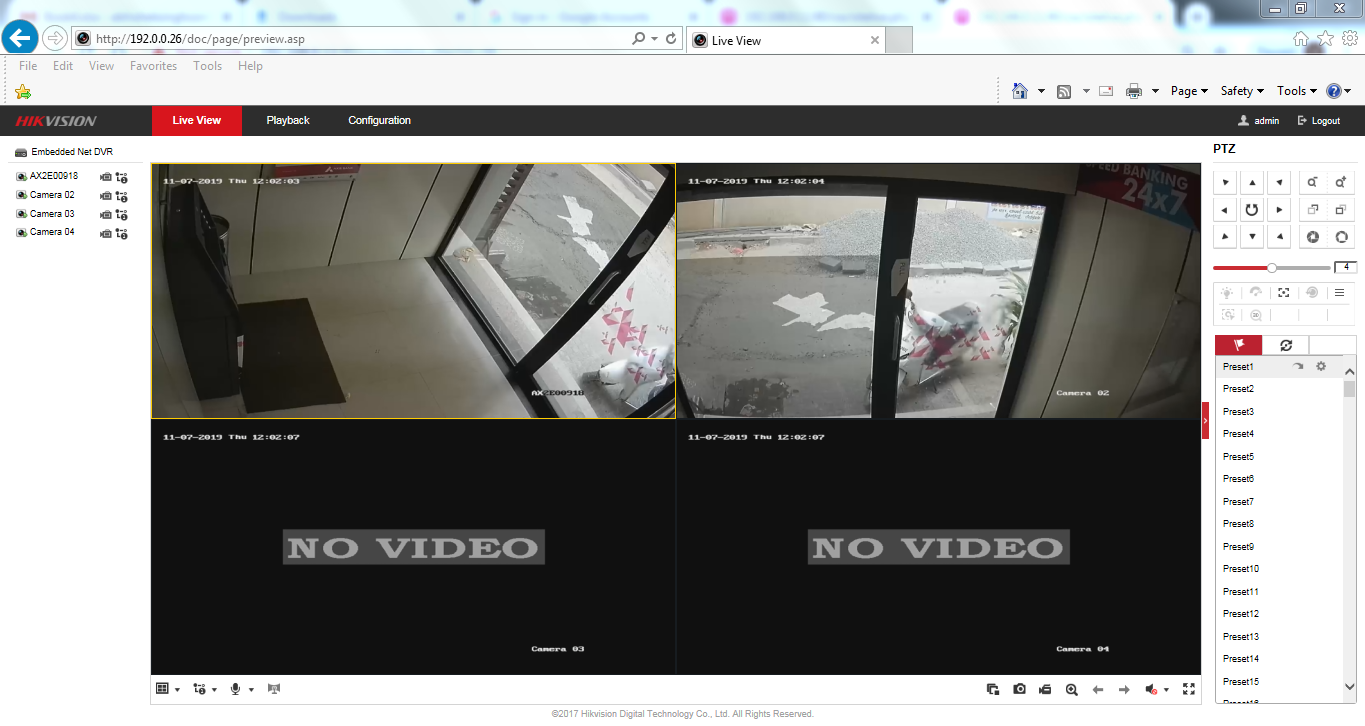 http://192.0.0.26/doc/page/preview.asp
Live View
File Edit View Favorites Tools Help
Page Safety Tools
HIKVISION
Live View Playback Configuration
admin Logout
Embedded Net DVR
AX2E00918
Camera 02
Camera 03
Camera 04
11-07-2019 Thu 12:02:03
AX2E00918
11-07-2019 Thu 12:02:04
SPEED BANKING
24x7
Camera 02
11-07-2019 Thu 12:02:07
NO VIDEO
Camera 03
11-07-2019 Thu 12:02:07
NO VIDEO
Camera 04
PTZ
4
3D
Preset1
Preset2
Preset3
Preset4
Preset5
Preset6
Preset7
Preset8
Preset9
Preset10
Preset11
Preset12
Preset13
Preset14
Preset15
©2017 Hikvision Digital Technology Co., Ltd. All Rights Reserved.